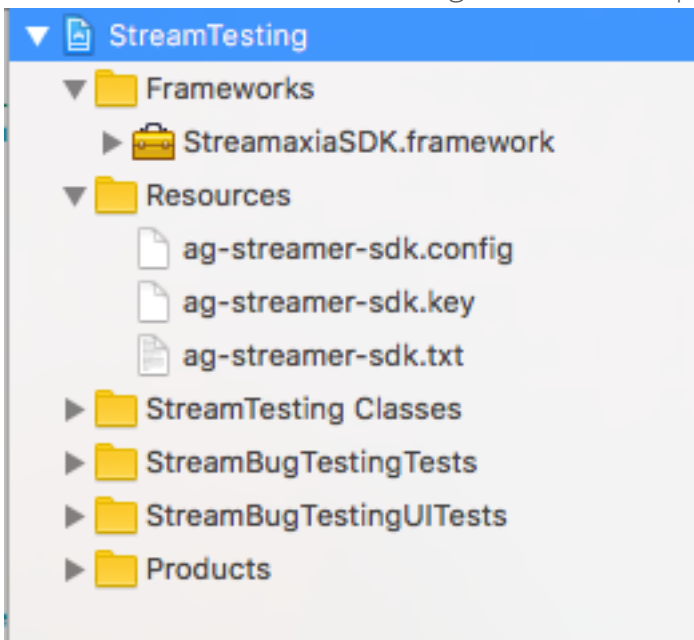 StreamTesting
Frameworks
StreamaxiaSDK.framework
Resources
ag-streamer-sdk.config
ag-streamer-sdk.key
ag-streamer-sdk.txt
StreamTesting Classes
StreamBugTestingTests
StreamBugTestingUITests
Products